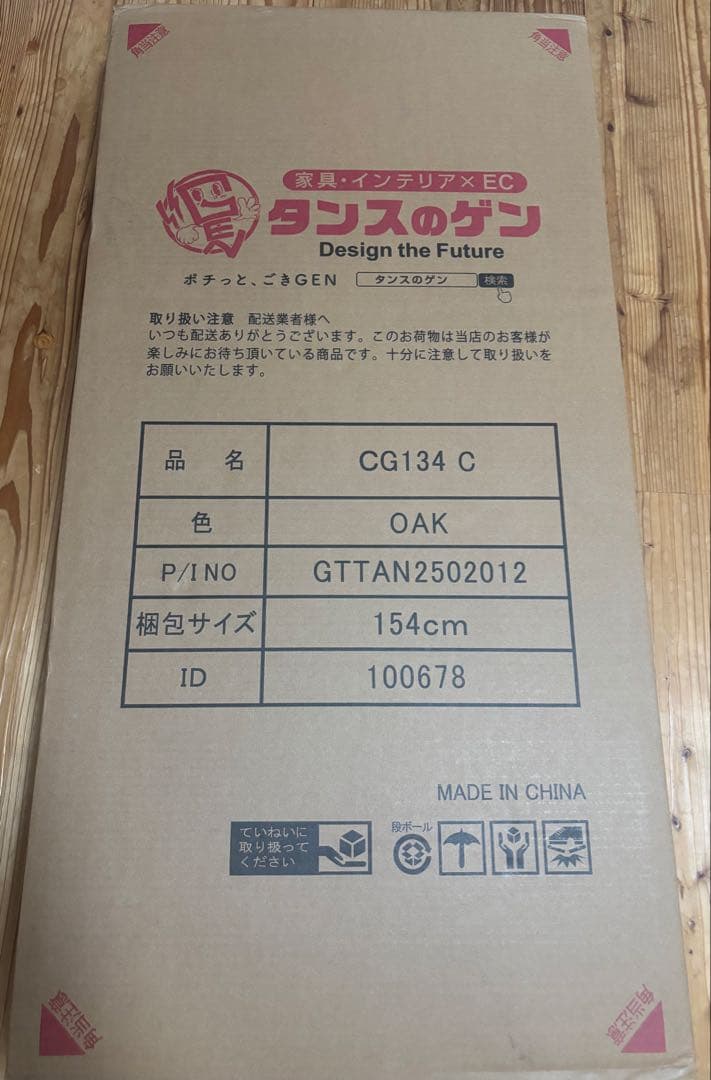 角当注意
角当注意
家具・インテリア×EC
タンスのゲン
Design the Future
ポチっと、ごきGEN タンスのゲン 検索
取り扱い注意 配送業者様へ
いつも配送ありがとうございます。このお荷物は当店のお客様が
楽しみにお待ち頂いている商品です。十分に注意して取り扱いを
お願いいたします。
品 名 CG134 C
色 OAK
P/I NO GTTAN2502012
梱包サイズ 154cm
ID 100678
MADE IN CHINA
ていねいに
取り扱って
ください
段ボール
角当注意
角当注意